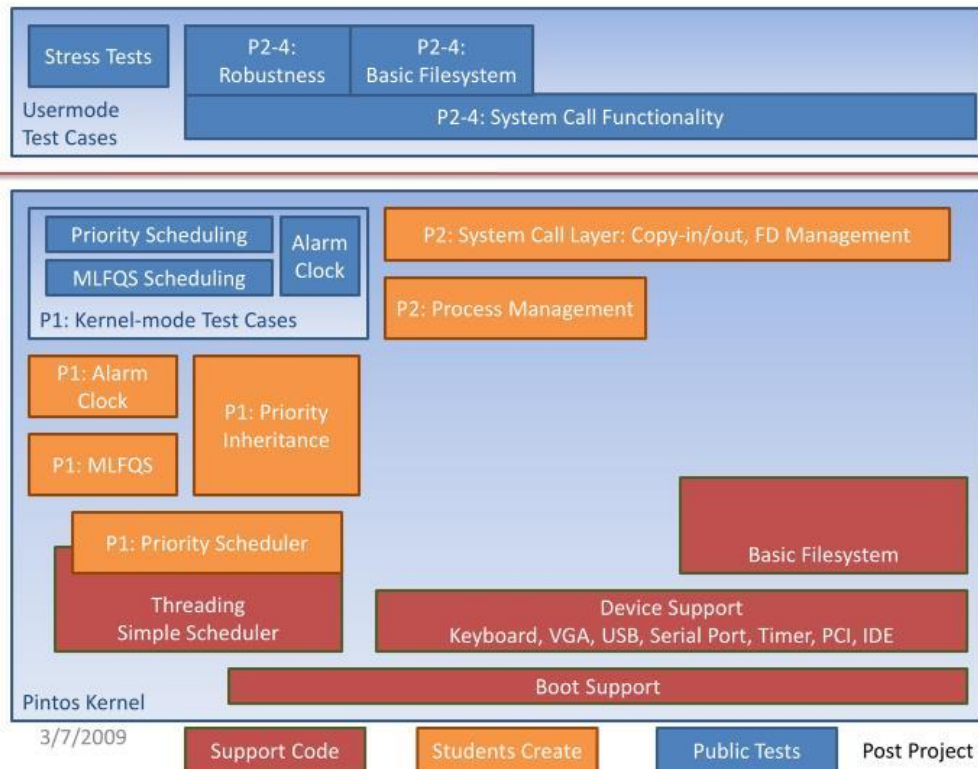 Stress Tests
P2-4:
Robustness
P2-4:
Basic Filesystem
Usermode
Test Cases
P2-4: System Call Functionality
Priority Scheduling
MLFQS Scheduling
Alarm
Clock
P1: Kernel-mode Test Cases
P2: System Call Layer: Copy-in/out, FD Management
P2: Process Management
P1: Alarm
Clock
P1: Priority
Inheritance
P1: MLFQS
P1: Priority Scheduler
Threading
Simple Scheduler
Basic Filesystem
Device Support
Keyboard, VGA, USB, Serial Port, Timer, PCI, IDE
Boot Support
Pintos Kernel
3/7/2009
Support Code
Students Create
Public Tests
Post Project